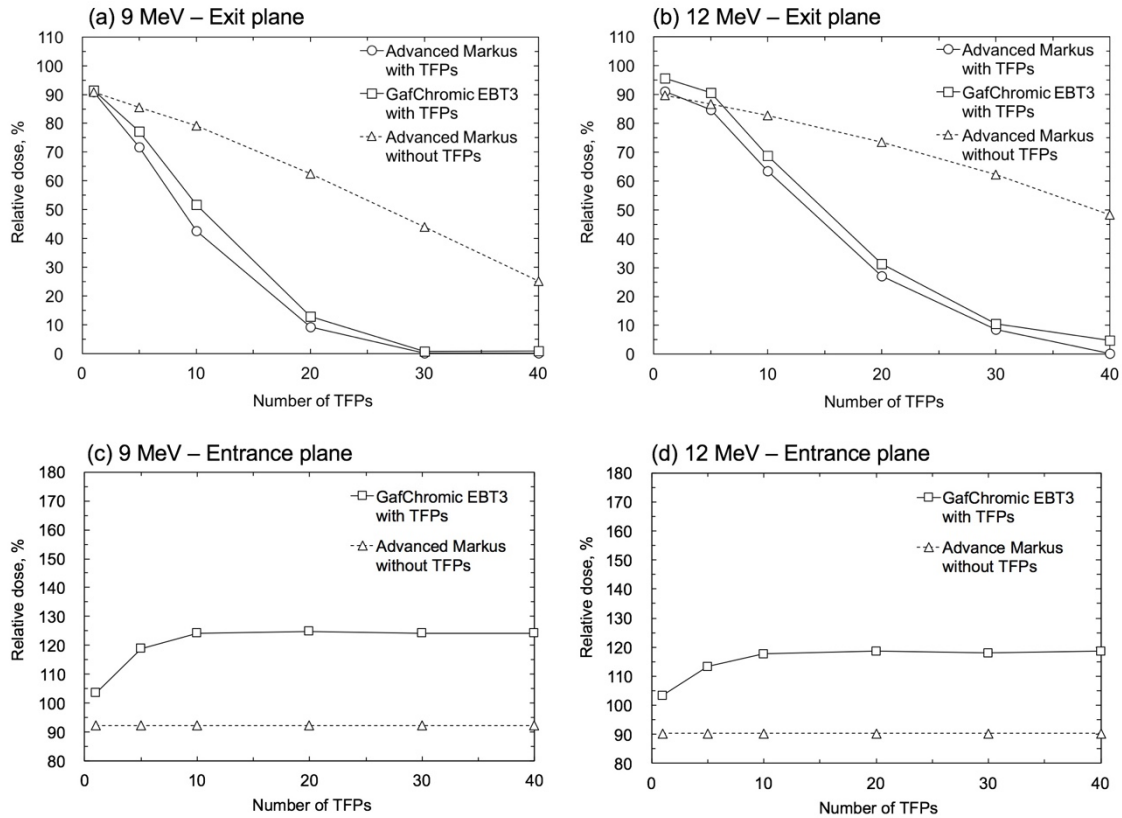 (a) 9 MeV – Exit plane
110
100
90
80
70
60
50
40
30
20
10
0
Relative dose, %
Advanced Markus
with TFPs
GafChromic EBT3
with TFPs
Advanced Markus
without TFPs
0
10
20
30
40
Number of TFPs
(b) 12 MeV – Exit plane
110
100
90
80
70
60
50
40
30
20
10
0
Relative dose, %
Advanced Markus
with TFPs
GafChromic EBT3
with TFPs
Advanced Markus
without TFPs
0
10
20
30
40
Number of TFPs
(c) 9 MeV – Entrance plane
180
170
160
150
140
130
120
110
100
90
80
Relative dose, %
GafChromic EBT3
with TFPs
Advanced Markus
without TFPs
0
10
20
30
40
Number of TFPs
(d) 12 MeV – Entrance plane
180
170
160
150
140
130
120
110
100
90
80
Relative dose, %
GafChromic EBT3
with TFPs
Advance Markus
without TFPs
0
10
20
30
40
Number of TFPs